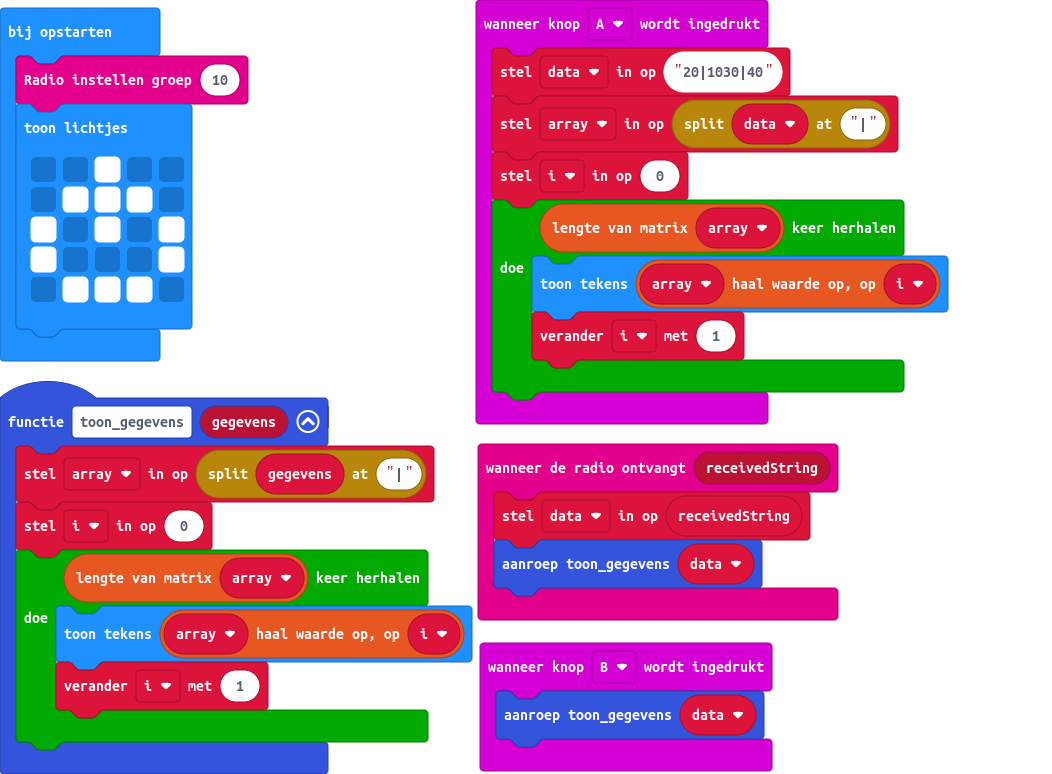 bij opstarten
Radio instellen groep 10
toon lichtjes
functie toon_gegevens gegevens
stel array in op split gegevens at "|"
stel i in op 0
lengte van matrix array keer herhalen
doe
toon tekens array haal waarde op, op i
verander i met 1
wanneer knop A wordt ingedrukt
stel data in op "20|1030|40"
stel array in op split data at "|"
stel i in op 0
lengte van matrix array keer herhalen
doe
toon tekens array haal waarde op, op i
verander i met 1
wanneer de radio ontvangt receivedString
stel data in op receivedString
aanroep toon_gegevens data
wanneer knop B wordt ingedrukt
aanroep toon_gegevens data